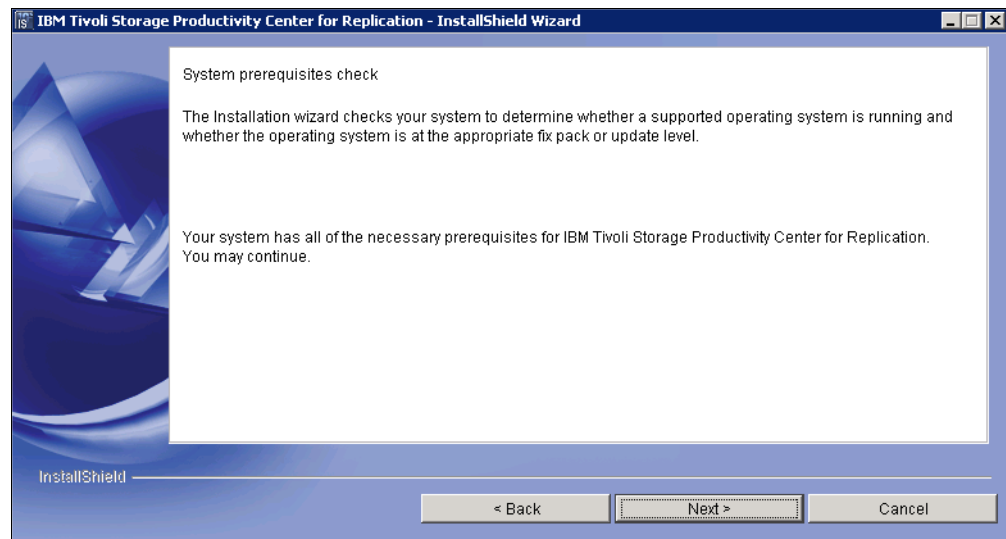 IBM Tivoli Storage Productivity Center for Replication - InstallShield Wizard
System prerequisites check
The Installation wizard checks your system to determine whether a supported operating system is running and
whether the operating system is at the appropriate fix pack or update level.
Your system has all of the necessary prerequisites for IBM Tivoli Storage Productivity Center for Replication.
You may continue.
InstallShield
< Back
Next >
Cancel